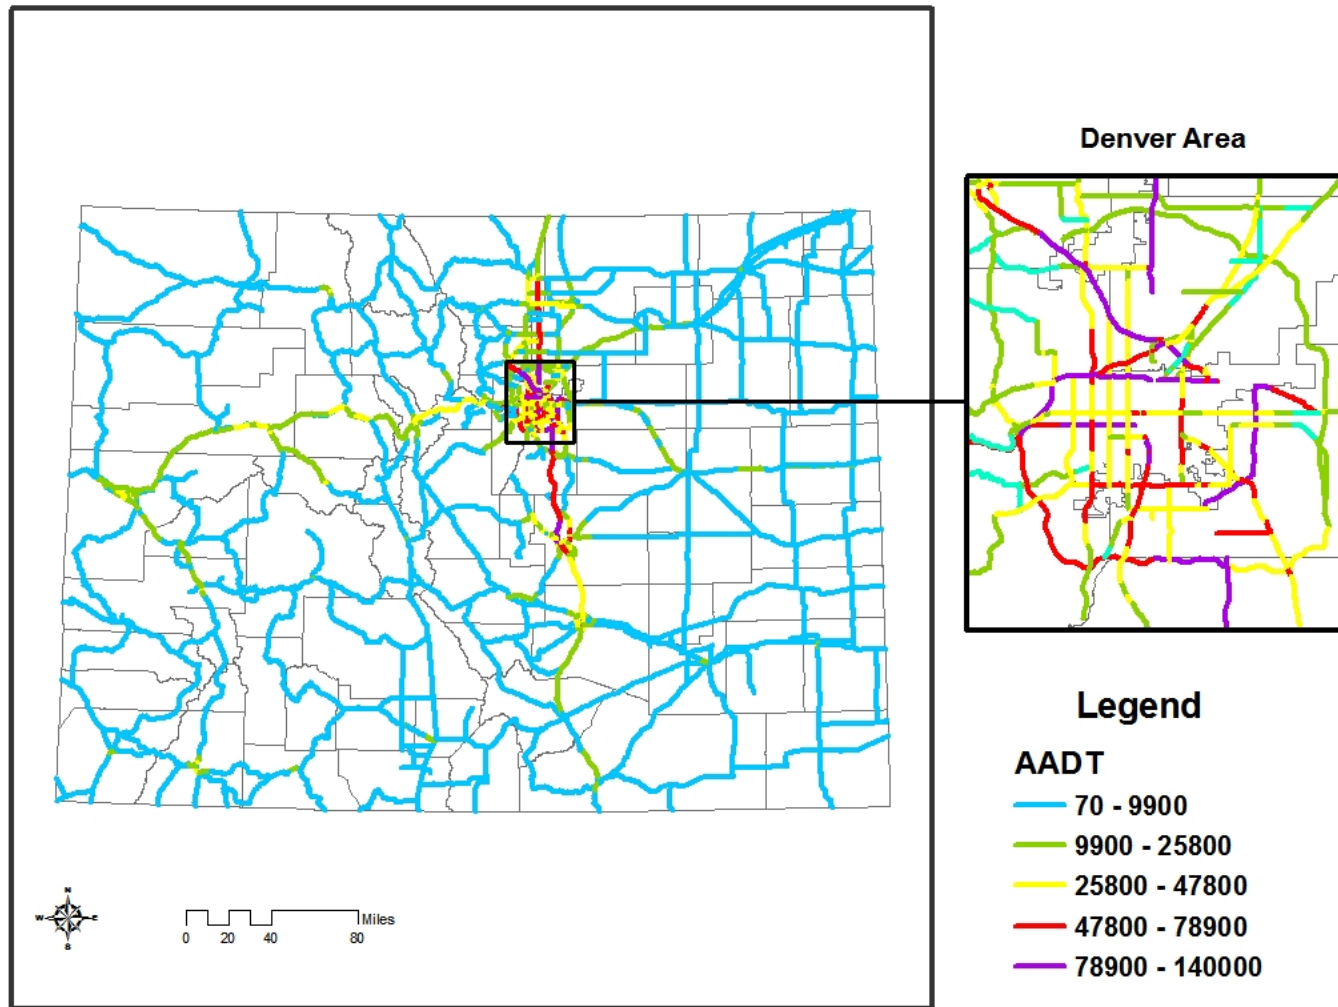 Denver Area
Legend
AADT
70 - 9900
9900 - 25800
25800 - 47800
47800 - 78900
78900 - 140000
N
W E
S
Miles
0 20 40 80